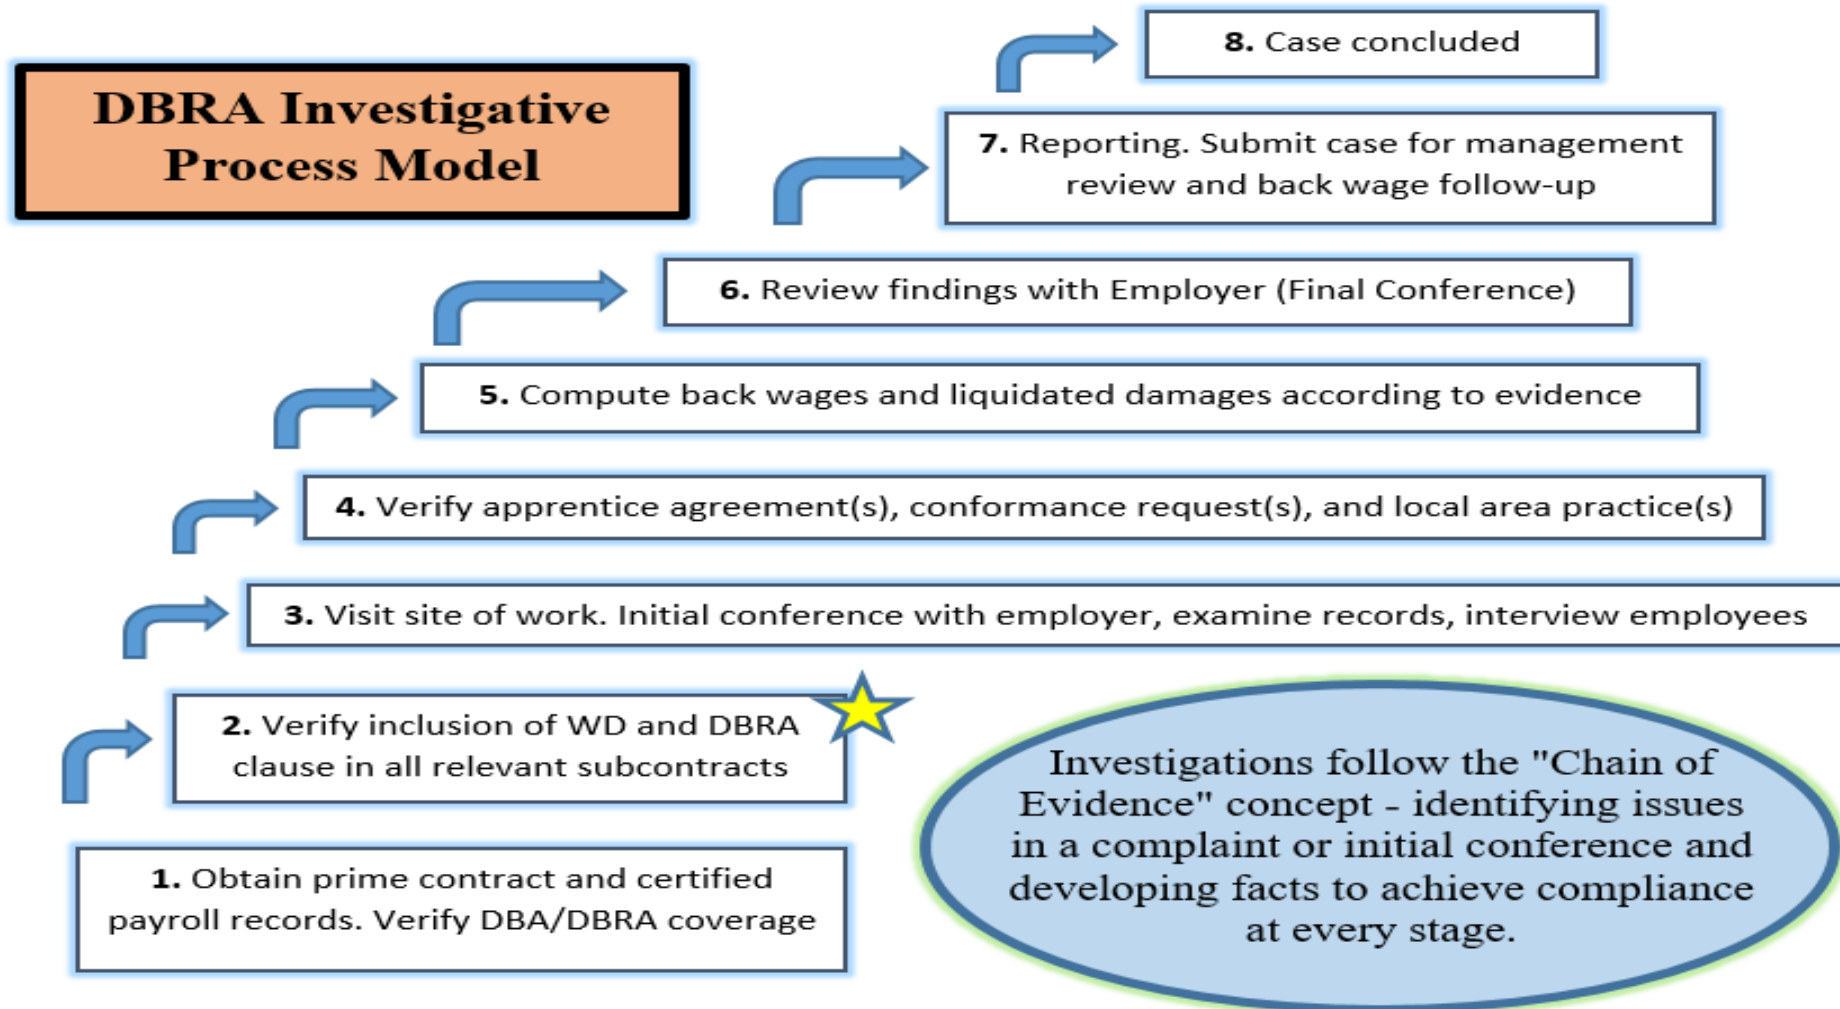 DBRA Investigative
Process Model
8. Case concluded
7. Reporting. Submit case for management
review and back wage follow-up
6. Review findings with Employer (Final Conference)
5. Compute back wages and liquidated damages according to evidence
4. Verify apprentice agreement(s), conformance request(s), and local area practice(s)
3. Visit site of work. Initial conference with employer, examine records, interview employees
2. Verify inclusion of WD and DBRA
clause in all relevant subcontracts
1. Obtain prime contract and certified
payroll records. Verify DBA/DBRA coverage
Investigations follow the "Chain of
Evidence" concept - identifying issues
in a complaint or initial conference and
developing facts to achieve compliance
at every stage.